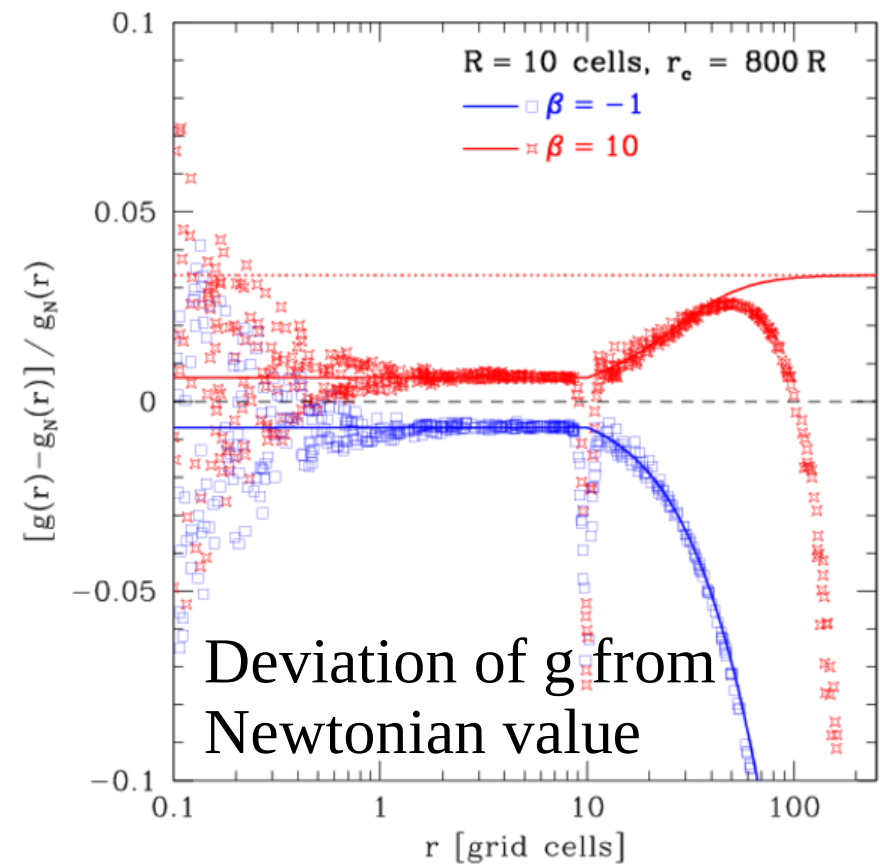 0.1
R = 10 cells, r_c = 800 R
β = −1
β = 10
0.05
[g(r)−g_N(r)] / g_N(r)
0
−0.05
Deviation of g from
Newtonian value
−0.1
0.1 1 10 100
r [grid cells]